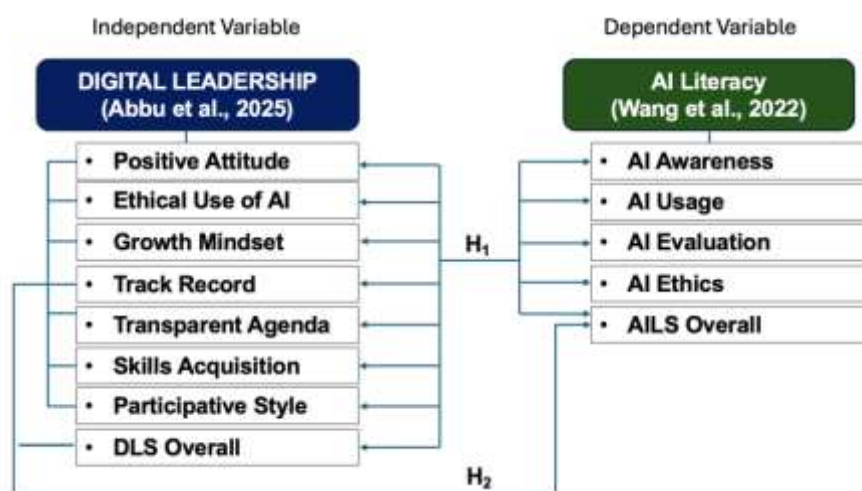 Independent Variable
Dependent Variable
DIGITAL LEADERSHIP
(Abbu et al., 2025)
AI Literacy
(Wang et al., 2022)
• Positive Attitude
• Ethical Use of AI
• Growth Mindset
• Track Record
• Transparent Agenda
• Skills Acquisition
• Participative Style
• DLS Overall
H₁
• AI Awareness
• AI Usage
• AI Evaluation
• AI Ethics
• AILS Overall
H₂